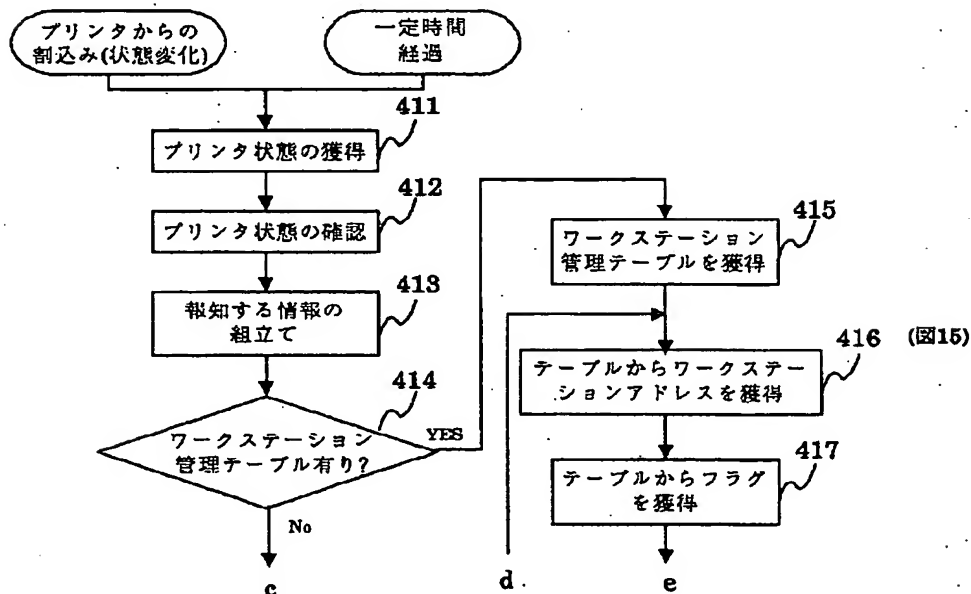 プリンタからの
割込み(状態変化)
一定時間
経過
411
プリンタ状態の獲得
412
プリンタ状態の確認
413
報知する情報の
組立て
414
ワークステーション
管理テーブル有り?
YES
No
c
415
ワークステーション
管理テーブルを獲得
416
(図15)
テーブルからワークステー
ションアドレスを獲得
417
テーブルからフラグ
を獲得
d
e